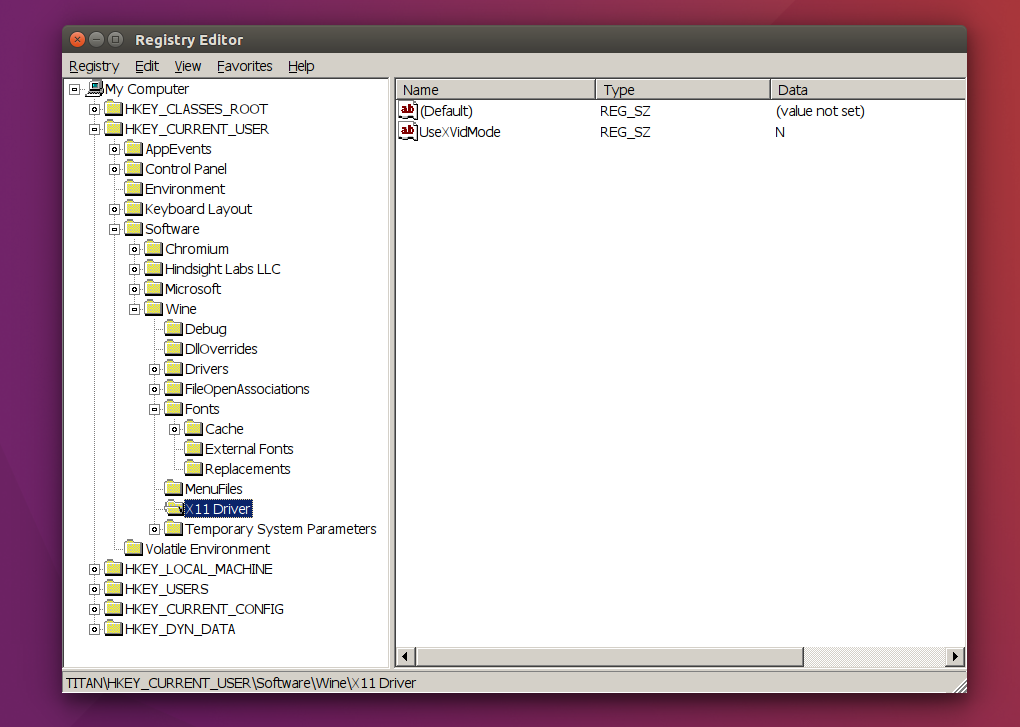 Registry Editor
Registry Edit View Favorites Help
My Computer
HKEY_CLASSES_ROOT
HKEY_CURRENT_USER
AppEvents
Control Panel
Environment
Keyboard Layout
Software
Chromium
Hindsight Labs LLC
Microsoft
Wine
Debug
DllOverrides
Drivers
FileOpenAssociations
Fonts
Cache
External Fonts
Replacements
MenuFiles
X11 Driver
Temporary System Parameters
Volatile Environment
HKEY_LOCAL_MACHINE
HKEY_USERS
HKEY_CURRENT_CONFIG
HKEY_DYN_DATA
Name Type Data
ab (Default) REG_SZ (value not set)
ab UseXVidMode REG_SZ N
TITAN\HKEY_CURRENT_USER\Software\Wine\X11 Driver